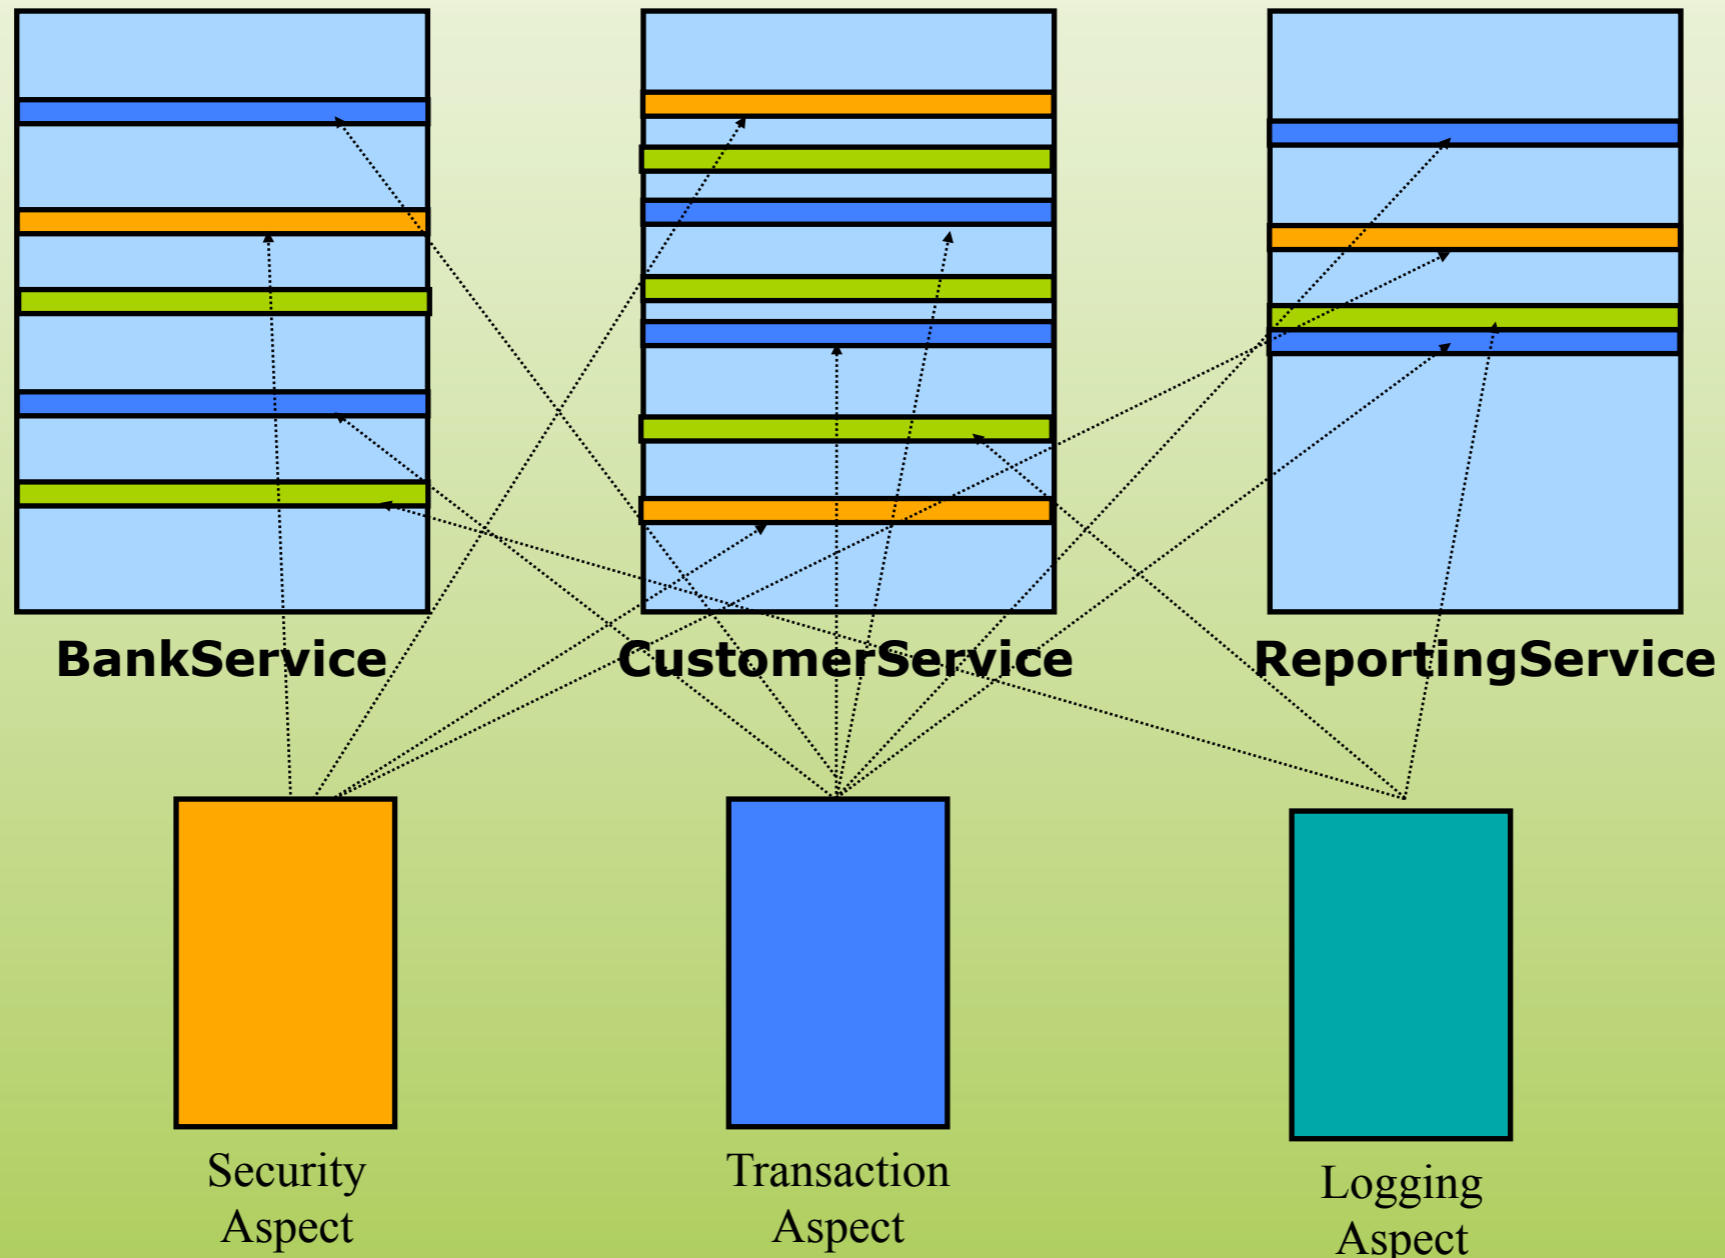 BankService
CustomerService
ReportingService
Security
Aspect
Transaction
Aspect
Logging
Aspect